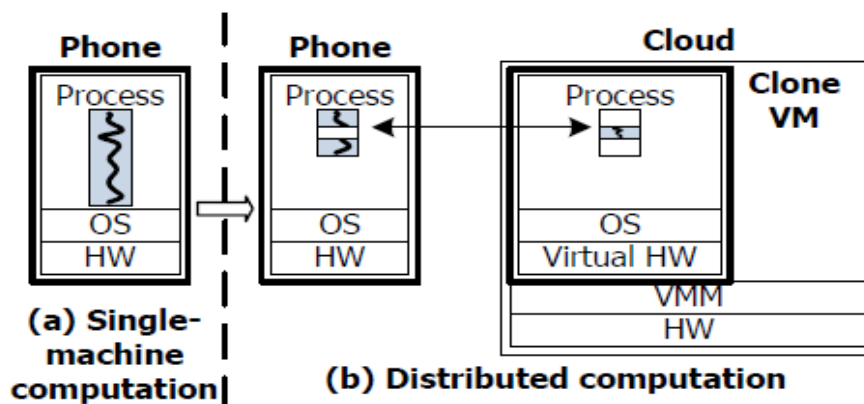 Phone
Process
OS
HW
(a) Single-
machine
computation
Phone
Process
OS
HW
Cloud
Process
Clone
VM
OS
Virtual HW
VMM
HW
(b) Distributed computation